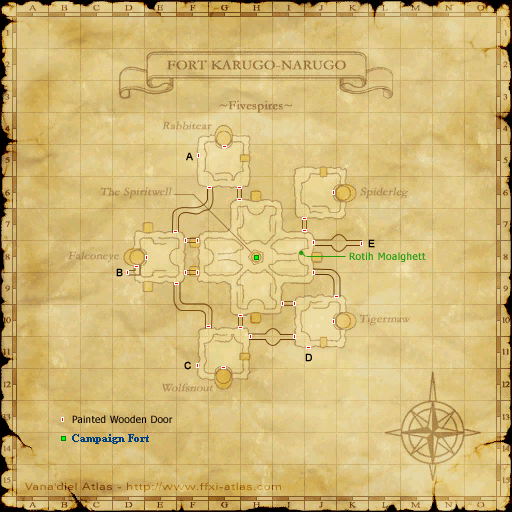 A B C D E F G H I J K L M N O
FORT KARUGO-NARUGO
~Fivespires~
Rabbitear
A
The Spiritwell
Spiderleg
E
Falconeye
Rotih Moalghett
B
Tigermaw
D
C
Wolfsnout
Painted Wooden Door
Campaign Fort
Vana'diel Atlas - http://www.ffxi-atlas.com
1
2
3
4
5
6
7
8
9
10
11
12
13
14
15